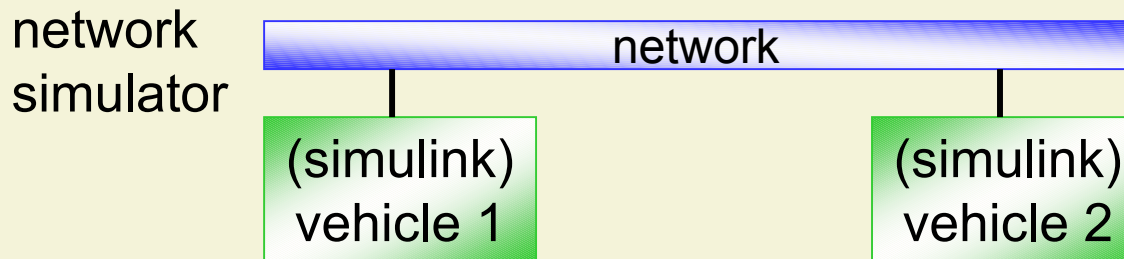 network
simulator
network
(simulink)
vehicle 1
(simulink)
vehicle 2